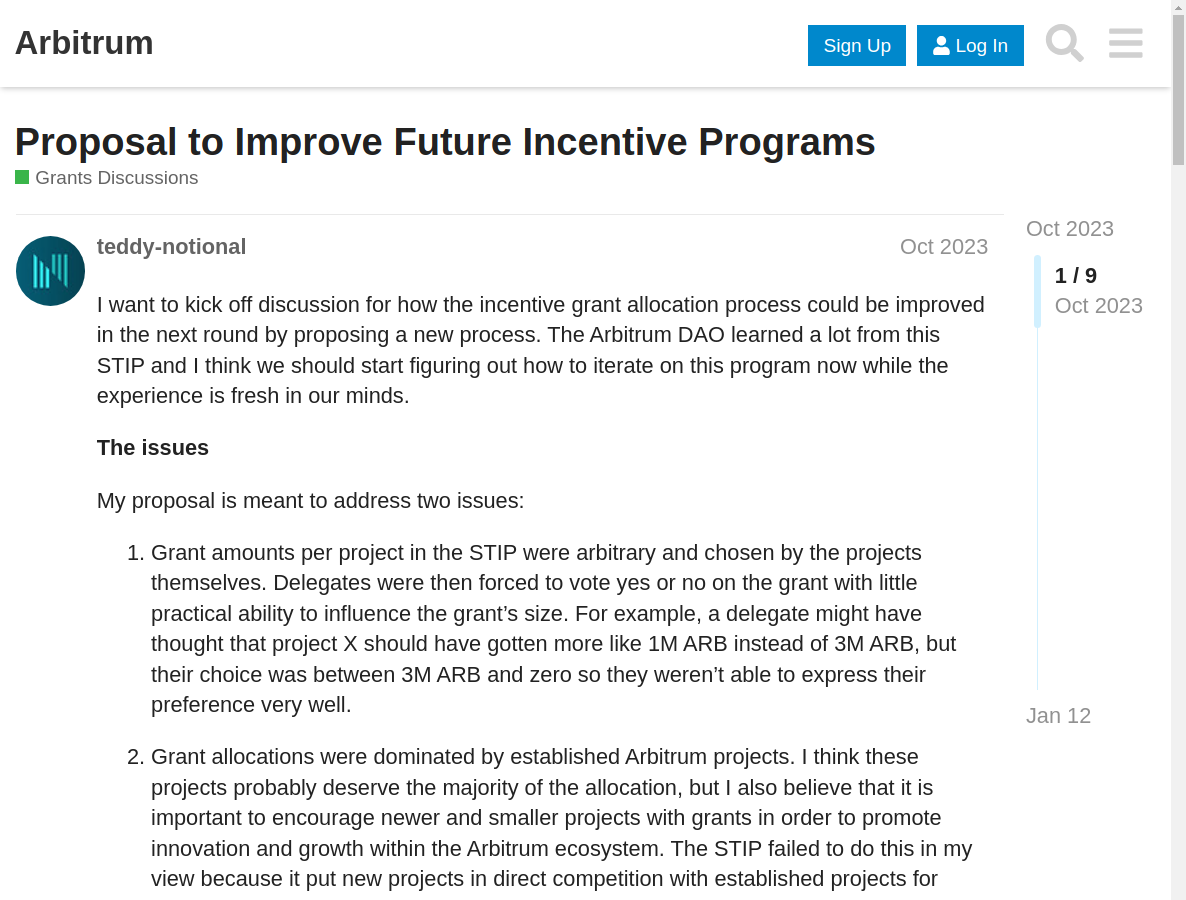 Arbitrum
Sign Up
Log In
Proposal to Improve Future Incentive Programs
Grants Discussions
teddy-notional
Oct 2023
I want to kick off discussion for how the incentive grant allocation process could be improved
in the next round by proposing a new process. The Arbitrum DAO learned a lot from this
STIP and I think we should start figuring out how to iterate on this program now while the
experience is fresh in our minds.
The issues
My proposal is meant to address two issues:
1. Grant amounts per project in the STIP were arbitrary and chosen by the projects
themselves. Delegates were then forced to vote yes or no on the grant with little
practical ability to influence the grant’s size. For example, a delegate might have
thought that project X should have gotten more like 1M ARB instead of 3M ARB, but
their choice was between 3M ARB and zero so they weren’t able to express their
preference very well.
2. Grant allocations were dominated by established Arbitrum projects. I think these
projects probably deserve the majority of the allocation, but I also believe that it is
important to encourage newer and smaller projects with grants in order to promote
innovation and growth within the Arbitrum ecosystem. The STIP failed to do this in my
view because it put new projects in direct competition with established projects for
Oct 2023
1 / 9
Oct 2023
Jan 12